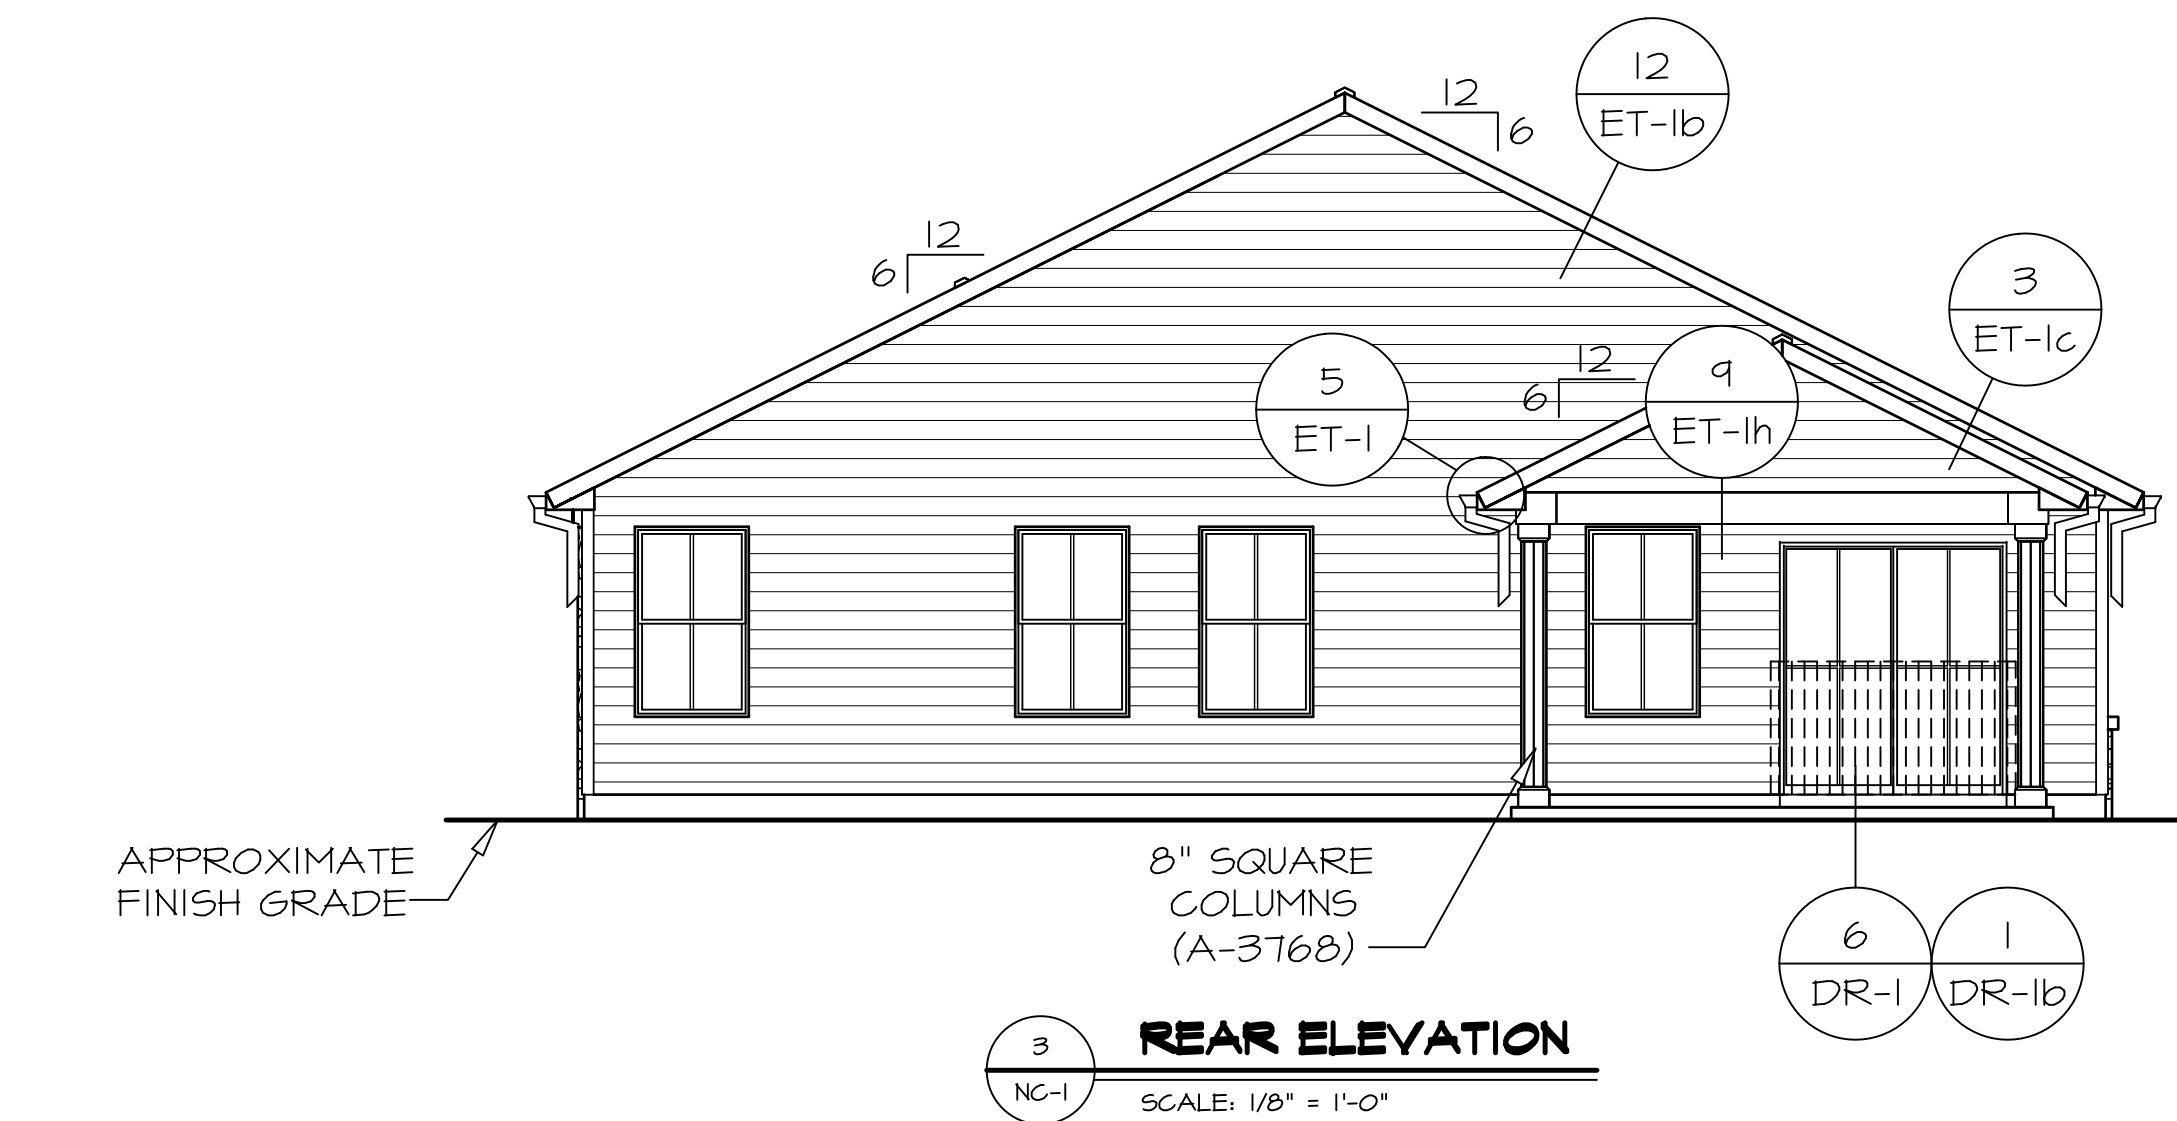 12
ET-1b
12
6
12
6
3
ET-1c
5
ET-1
12
6
9
ET-1h
APPROXIMATE
FINISH GRADE
8" SQUARE
COLUMNS
(A-3768)
6
DR-1
1
DR-1b
3
NC-1
REAR ELEVATION
SCALE: 1/8" = 1'-0"